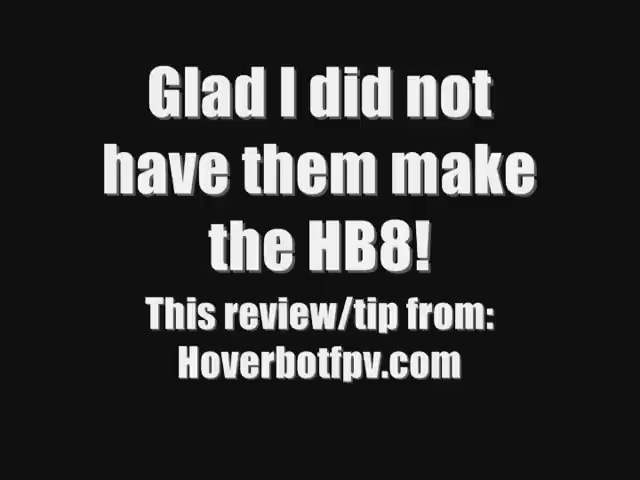 Glad I did not
have them make
the HB8!
This review/tip from:
Hoverbotfpv.com